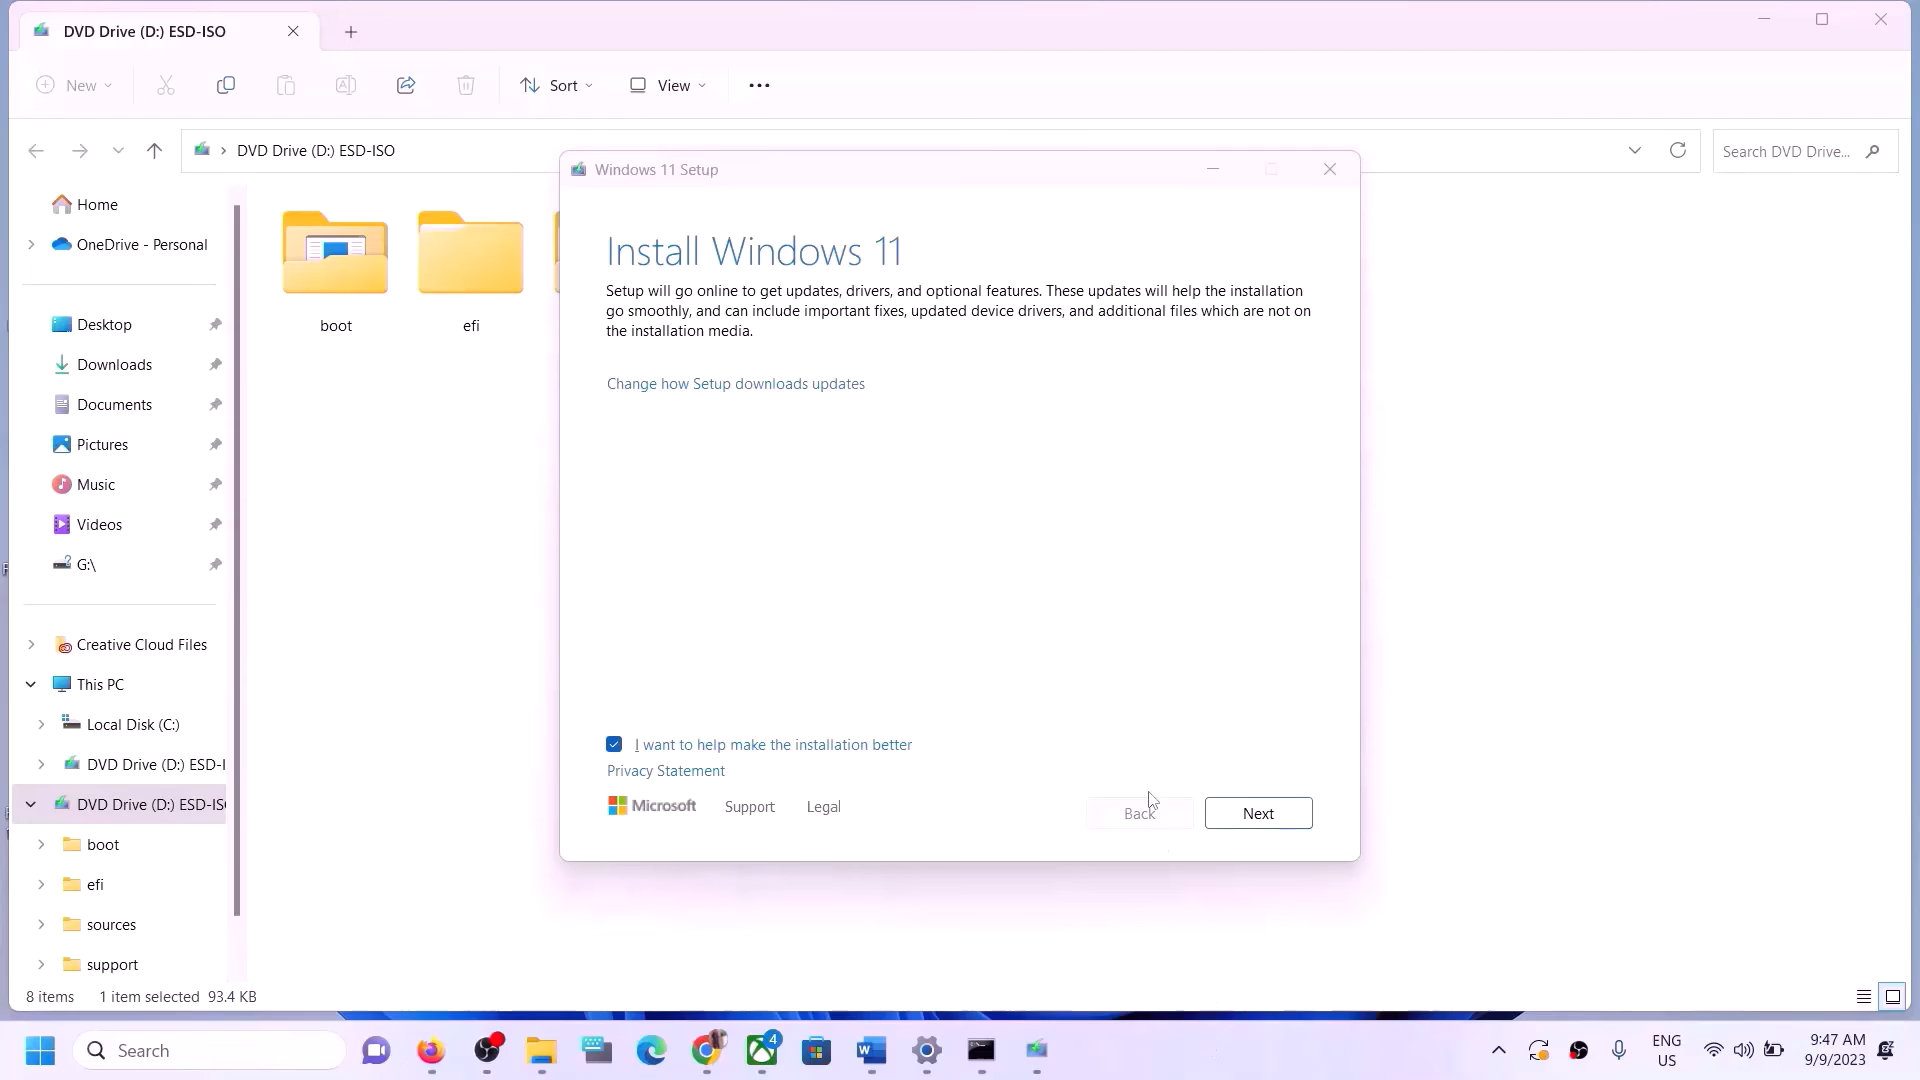 DVD Drive (D:) ESD-ISO
New
Sort
View
DVD Drive (D:) ESD-ISO
Search DVD Drive...
Home
OneDrive - Personal
Desktop
Downloads
Documents
Pictures
Music
Videos
G:\
Creative Cloud Files
This PC
Local Disk (C:)
DVD Drive (D:) ESD-I
DVD Drive (D:) ESD-IS
boot
efi
sources
support
boot
efi
Windows 11 Setup
Install Windows 11
Setup will go online to get updates, drivers, and optional features. These updates will help the installation
go smoothly, and can include important fixes, updated device drivers, and additional files which are not on
the installation media.
Change how Setup downloads updates
I want to help make the installation better
Privacy Statement
Microsoft
Support
Legal
Back
Next
8 items
1 item selected 93.4 KB
Search
4
ENG
US
9:47 AM
9/9/2023